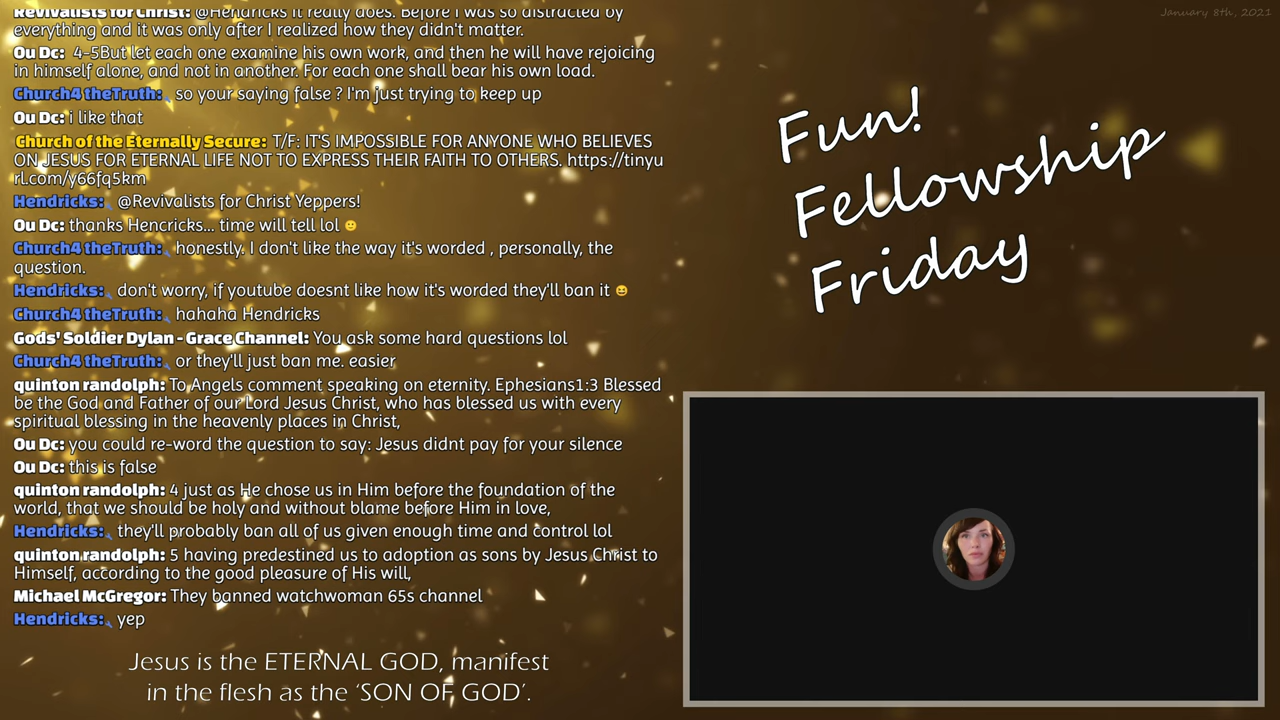 Revivalists for Christ: @Hendricks it really does. Before I was so distracted by
everything and it was only after I realized how they didn't matter.
Ou Dc: 4-5But let each one examine his own work, and then he will have rejoicing
in himself alone, and not in another. For each one shall bear his own load.
Church4 theTruth: so your saying false ? I'm just trying to keep up
Ou Dc: i like that
Church of the Eternally Secure: T/F: IT'S IMPOSSIBLE FOR ANYONE WHO BELIEVES
ON JESUS FOR ETERNAL LIFE NOT TO EXPRESS THEIR FAITH TO OTHERS. https://tinyu
rl.com/y66fq5km
Hendricks: @Revivalists for Christ Yeppers!
Ou Dc: thanks Hencricks... time will tell lol 🙂
Church4 theTruth: honestly. I don't like the way it's worded , personally, the
question.
Hendricks: don't worry, if youtube doesnt like how it's worded they'll ban it 😆
Church4 theTruth: hahaha Hendricks
Gods' Soldier Dylan - Grace Channel: You ask some hard questions lol
Church4 theTruth: or they'll just ban me. easier
quinton randolph: To Angels comment speaking on eternity. Ephesians1:3 Blessed
be the God and Father of our Lord Jesus Christ, who has blessed us with every
spiritual blessing in the heavenly places in Christ,
Ou Dc: you could re-word the question to say: Jesus didnt pay for your silence
Ou Dc: this is false
quinton randolph: 4 just as He chose us in Him before the foundation of the
world, that we should be holy and without blame before Him in love,
Hendricks: they'll probably ban all of us given enough time and control lol
quinton randolph: 5 having predestined us to adoption as sons by Jesus Christ to
Himself, according to the good pleasure of His will,
Michael McGregor: They banned watchwoman 65s channel
Hendricks: yep
Jesus is the ETERNAL GOD, manifest
in the flesh as the 'SON OF GOD'.
January 8th, 2021
Fun!
Fellowship
Friday